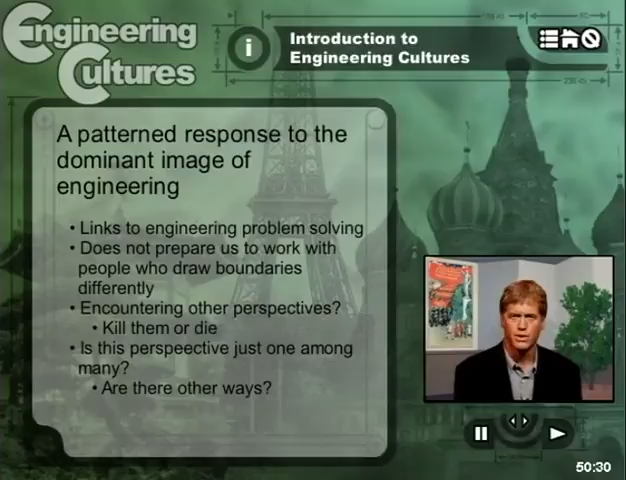 Engineering
Cultures
i
Introduction to
Engineering Cultures
A patterned response to the
dominant image of
engineering
• Links to engineering problem solving
• Does not prepare us to work with
people who draw boundaries
differently
• Encountering other perspectives?
• Kill them or die
• Is this perspeective just one among
many?
• Are there other ways?
50:30